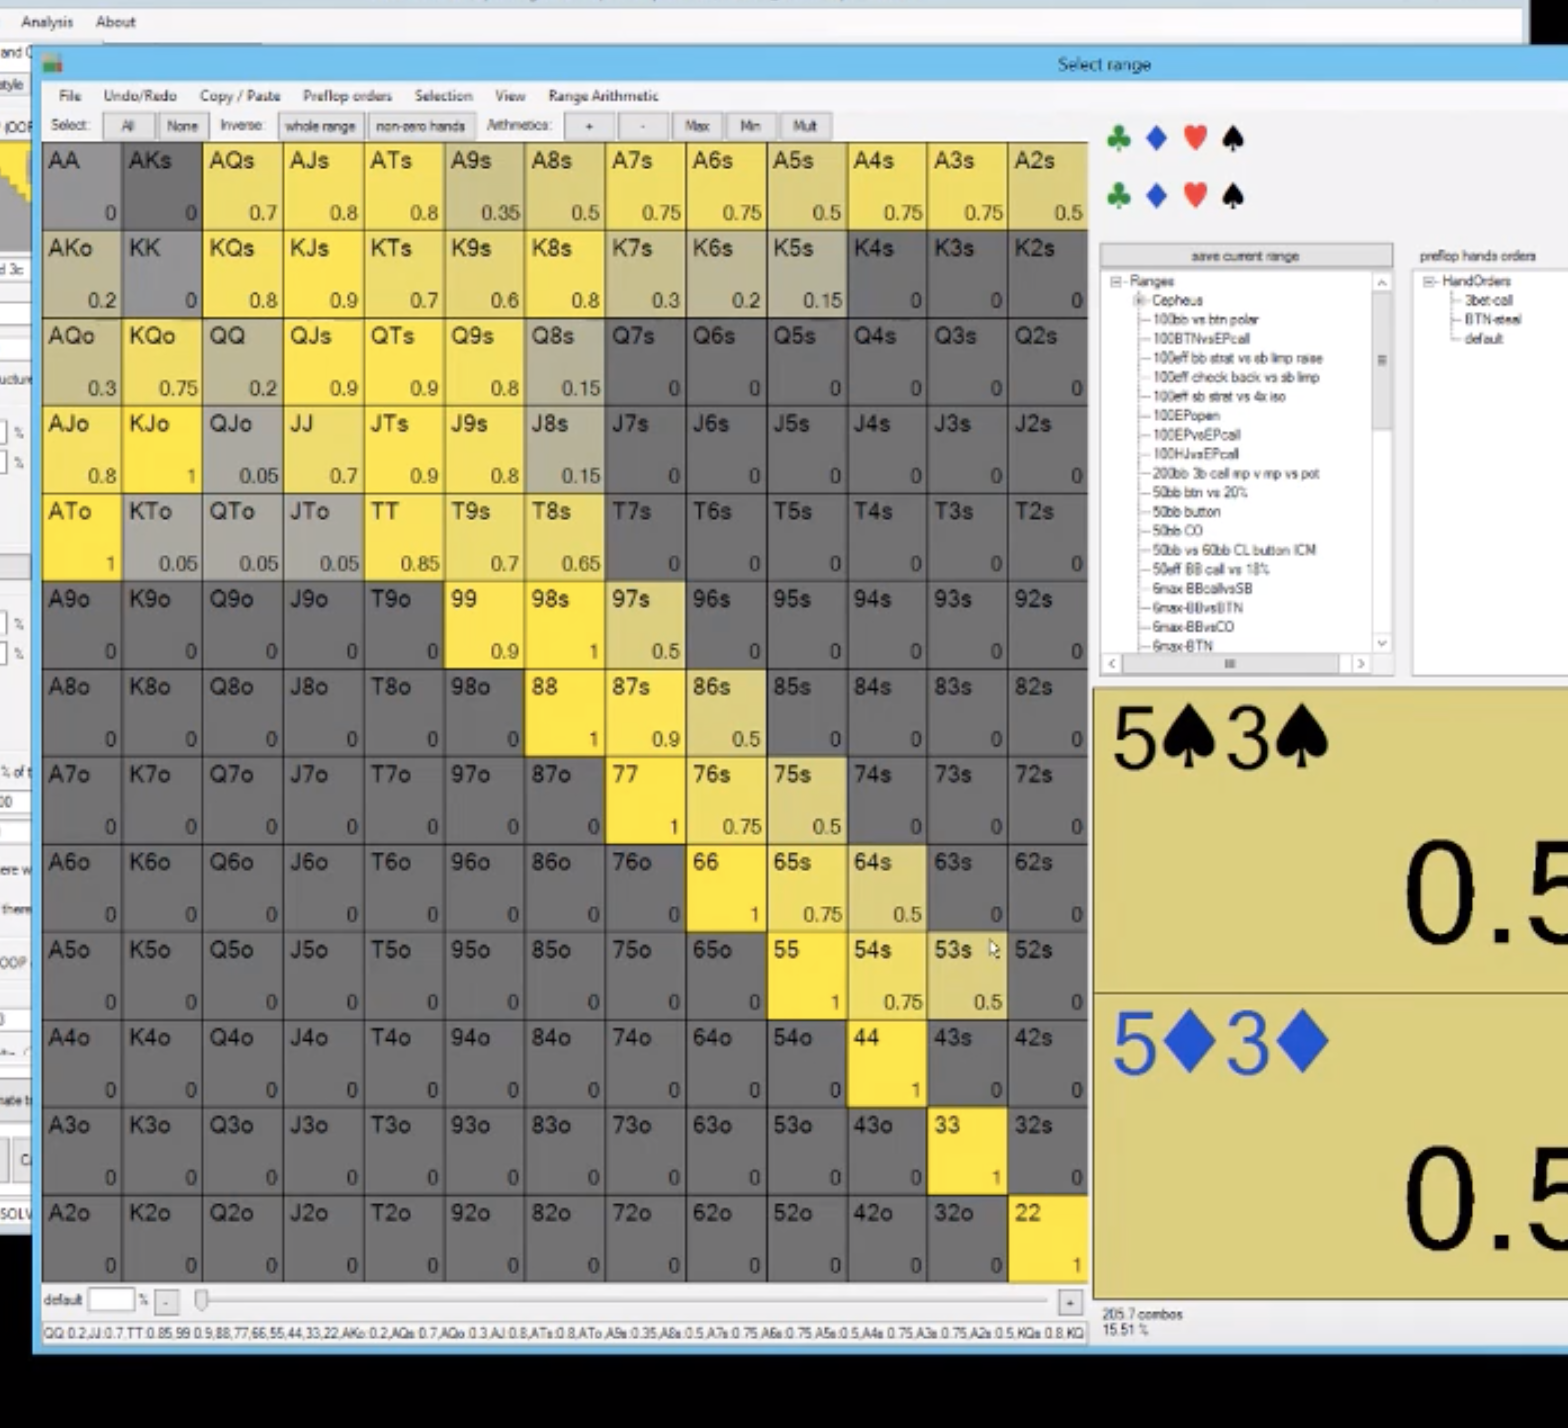 Analysis About
Select range
File Undo/Redo Copy / Paste Preflop orders Selection View Range Arithmetic
Select: All None Inverse: whole range non-zero hands Arithmetics: + - Max Min Mult
♣ ♦ ♥ ♠
♣ ♦ ♥ ♠
AA AKs AQs AJs ATs A9s A8s A7s A6s A5s A4s A3s A2s
0 0 0.7 0.8 0.8 0.35 0.5 0.75 0.75 0.5 0.75 0.75 0.5
AKo KK KQs KJs KTs K9s K8s K7s K6s K5s K4s K3s K2s
0.2 0 0.8 0.9 0.7 0.6 0.8 0.3 0.2 0.15 0 0 0
AQo KQo QQ QJs QTs Q9s Q8s Q7s Q6s Q5s Q4s Q3s Q2s
0.3 0.75 0.2 0.9 0.9 0.8 0.15 0 0 0 0 0 0
AJo KJo QJo JJ JTs J9s J8s J7s J6s J5s J4s J3s J2s
0.8 1 0.05 0.7 0.9 0.8 0.15 0 0 0 0 0 0
ATo KTo QTo JTo TT T9s T8s T7s T6s T5s T4s T3s T2s
1 0.05 0.05 0.05 0.85 0.7 0.65 0 0 0 0 0 0
A9o K9o Q9o J9o T9o 99 98s 97s 96s 95s 94s 93s 92s
0 0 0 0 0 0.9 1 0.5 0 0 0 0 0
A8o K8o Q8o J8o T8o 98o 88 87s 86s 85s 84s 83s 82s
0 0 0 0 0 0 1 0.9 0.5 0 0 0 0
A7o K7o Q7o J7o T7o 97o 87o 77 76s 75s 74s 73s 72s
0 0 0 0 0 0 0 1 0.75 0.5 0 0 0
A6o K6o Q6o J6o T6o 96o 86o 76o 66 65s 64s 63s 62s
0 0 0 0 0 0 0 0 1 0.75 0.5 0 0
A5o K5o Q5o J5o T5o 95o 85o 75o 65o 55 54s 53s 52s
0 0 0 0 0 0 0 0 0 1 0.75 0.5 0
A4o K4o Q4o J4o T4o 94o 84o 74o 64o 54o 44 43s 42s
0 0 0 0 0 0 0 0 0 0 1 0 0
A3o K3o Q3o J3o T3o 93o 83o 73o 63o 53o 43o 33 32s
0 0 0 0 0 0 0 0 0 0 0 1 0
A2o K2o Q2o J2o T2o 92o 82o 72o 62o 52o 42o 32o 22
0 0 0 0 0 0 0 0 0 0 0 0 1
default % - +
QQ:0.2,JJ:0.7,TT:0.85,99:0.9,88,77,66,55,44,33,22,AKo:0.2,AQs:0.7,AQo:0.3,AJ:0.8,ATs:0.8,ATo,A9s:0.35,A8s:0.5,A7s:0.75,A6s:0.75,A5s:0.5,A4s:0.75,A3s:0.75,A2s:0.5,KQs:0.8,KQ
save current range
Ranges
Cepheus
100bb vs btn polar
100BTNvsEPcall
100eff bb strat vs sb limp raise
100eff check back vs sb limp
100eff sb strat vs 4x iso
100EPopen
100EPvsEPcall
100HJvsEPcall
200bb 3b call mp v mp vs pot
50bb btn vs 20%
50bb button
50bb CO
50bb vs 60bb CL button ICM
50eff BB call vs 18%
6max-BBcallvsSB
6max-BBvsBTN
6max-BBvsCO
6max-BTN
preflop hands orders
HandOrders
3bet-call
BTN-steal
default
5♠3♠
0.5
5♦3♦
0.5
205.7 combos
15.51 %